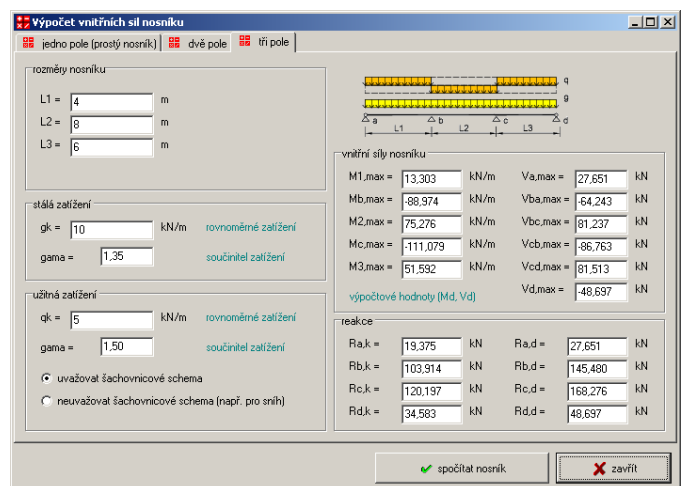 Výpočet vnitřních sil nosníku
jedno pole (prostý nosník) dvě pole tři pole
rozměry nosníku
L1 = 4 m
L2 = 8 m
L3 = 6 m
stálá zatížení
gk = 10 kN/m rovnoměrné zatížení
gama = 1,35 součinitel zatížení
užitná zatížení
qk = 5 kN/m rovnoměrné zatížení
gama = 1,50 součinitel zatížení
uvažovat šachovnicové schema
neuvažovat šachovnicové schema (např. pro sníh)
q
g
a b c d
L1 L2 L3
vnitřní síly nosníku
M1,max = 13,303 kN/m Va,max = 27,651 kN
Mb,max = -88,974 kN/m Vba,max = -64,243 kN
M2,max = 75,276 kN/m Vbc,max = 81,237 kN
Mc,max = -111,079 kN/m Vcb,max = -86,763 kN
M3,max = 51,592 kN/m Vcd,max = 81,513 kN
výpočtové hodnoty (Md, Vd) Vd,max = -48,697 kN
reakce
Ra,k = 19,375 kN Ra,d = 27,651 kN
Rb,k = 103,914 kN Rb,d = 145,480 kN
Rc,k = 120,197 kN Rc,d = 168,276 kN
Rd,k = 34,583 kN Rd,d = 48,697 kN
spočítat nosník zavřít